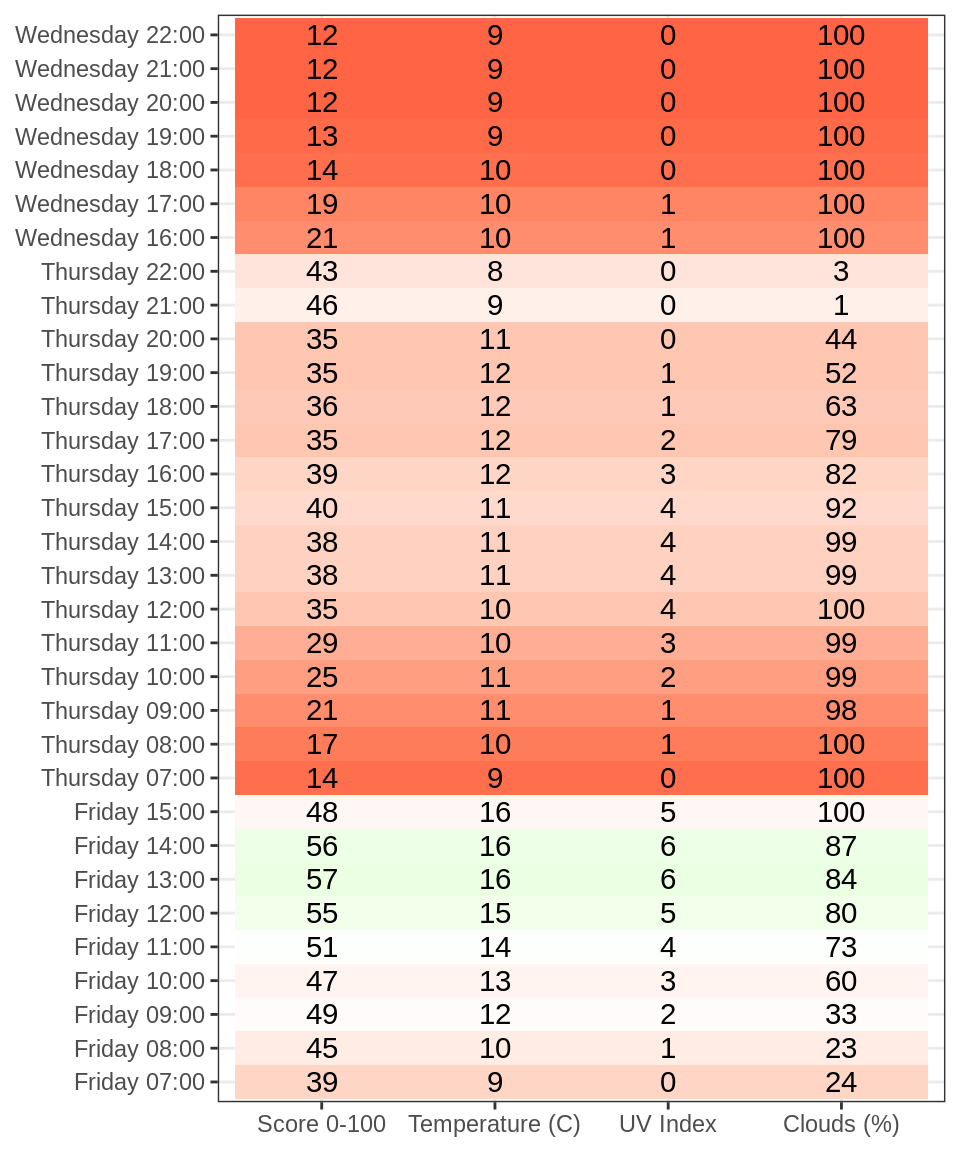 Wednesday 22:00 12 9 0 100
Wednesday 21:00 12 9 0 100
Wednesday 20:00 12 9 0 100
Wednesday 19:00 13 9 0 100
Wednesday 18:00 14 10 0 100
Wednesday 17:00 19 10 1 100
Wednesday 16:00 21 10 1 100
Thursday 22:00 43 8 0 3
Thursday 21:00 46 9 0 1
Thursday 20:00 35 11 0 44
Thursday 19:00 35 12 1 52
Thursday 18:00 36 12 1 63
Thursday 17:00 35 12 2 79
Thursday 16:00 39 12 3 82
Thursday 15:00 40 11 4 92
Thursday 14:00 38 11 4 99
Thursday 13:00 38 11 4 99
Thursday 12:00 35 10 4 100
Thursday 11:00 29 10 3 99
Thursday 10:00 25 11 2 99
Thursday 09:00 21 11 1 98
Thursday 08:00 17 10 1 100
Thursday 07:00 14 9 0 100
Friday 15:00 48 16 5 100
Friday 14:00 56 16 6 87
Friday 13:00 57 16 6 84
Friday 12:00 55 15 5 80
Friday 11:00 51 14 4 73
Friday 10:00 47 13 3 60
Friday 09:00 49 12 2 33
Friday 08:00 45 10 1 23
Friday 07:00 39 9 0 24
Score 0-100 Temperature (C) UV Index Clouds (%)